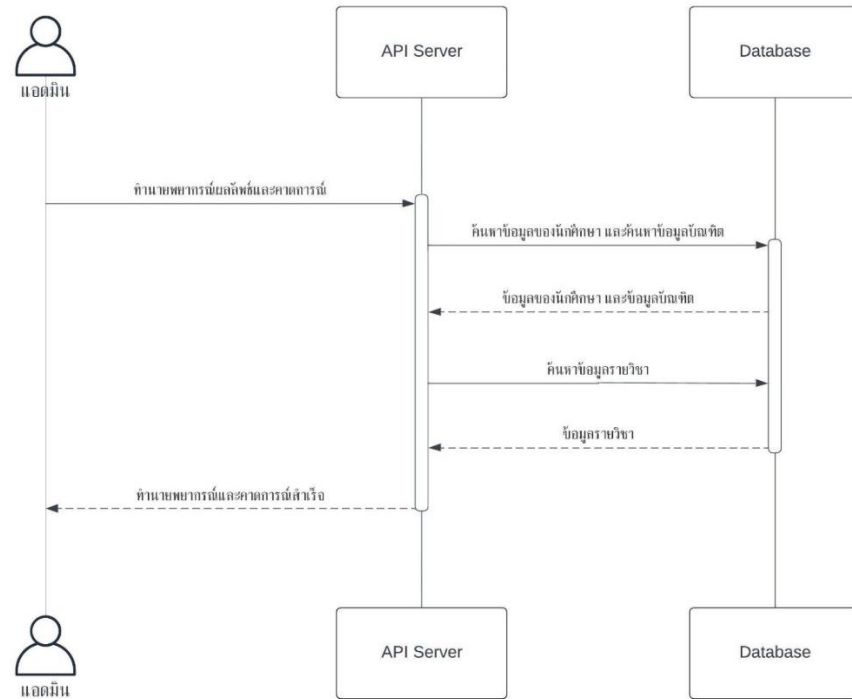 API Server
Database
แอดมิน
ทำนายพยากรณ์ผลลัพธ์และคาดการณ์
ค้นหาข้อมูลของนักศึกษา และค้นหาข้อมูลบัณฑิต
ข้อมูลของนักศึกษา และข้อมูลบัณฑิต
ค้นหาข้อมูลรายวิชา
ข้อมูลรายวิชา
ทำนายพยากรณ์และคาดการณ์สำเร็จ
API Server
Database
แอดมิน